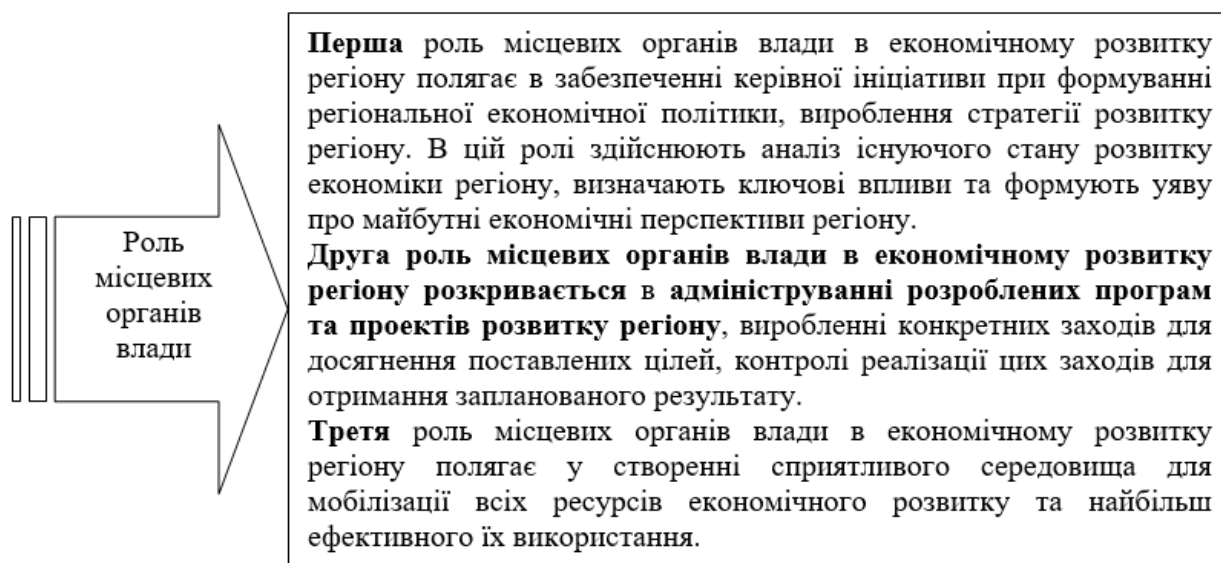 Роль
місцевих
органів
влади
Перша роль місцевих органів влади в економічному розвитку
регіону полягає в забезпеченні керівної ініціативи при формуванні
регіональної економічної політики, вироблення стратегії розвитку
регіону. В цій ролі здійснюють аналіз існуючого стану розвитку
економіки регіону, визначають ключові впливи та формують уяву
про майбутні економічні перспективи регіону.
Друга роль місцевих органів влади в економічному розвитку
регіону розкривається в адмініструванні розроблених програм
та проектів розвитку регіону, виробленні конкретних заходів для
досягнення поставлених цілей, контролі реалізації цих заходів для
отримання запланованого результату.
Третя роль місцевих органів влади в економічному розвитку
регіону полягає у створенні сприятливого середовища для
мобілізації всіх ресурсів економічного розвитку та найбільш
ефективного їх використання.